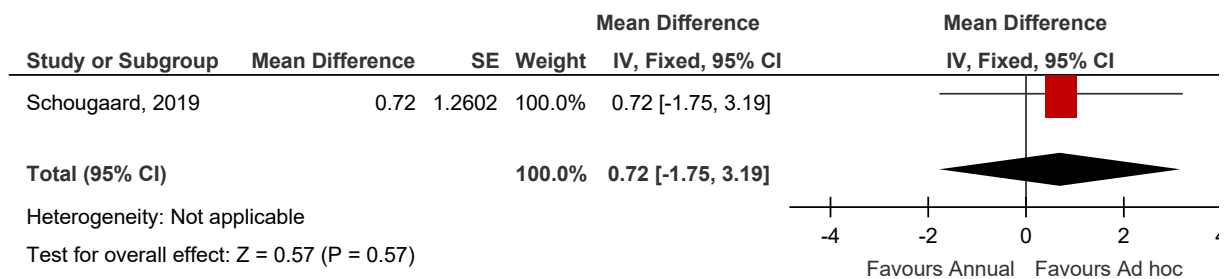 Mean Difference Mean Difference
Study or Subgroup Mean Difference SE Weight IV, Fixed, 95% CI IV, Fixed, 95% CI
Schougaard, 2019 0.72 1.2602 100.0% 0.72 [-1.75, 3.19]
Total (95% CI) 100.0% 0.72 [-1.75, 3.19]
Heterogeneity: Not applicable
Test for overall effect: Z = 0.57 (P = 0.57)
-4 -2 0 2 4
Favours Annual Favours Ad hoc